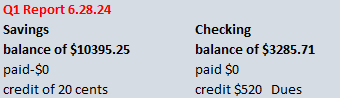 Q1 Report 6.28.24
Savings Checking
balance of $10395.25 balance of $3285.71
paid-$0 paid $0
credit of 20 cents credit $520 Dues